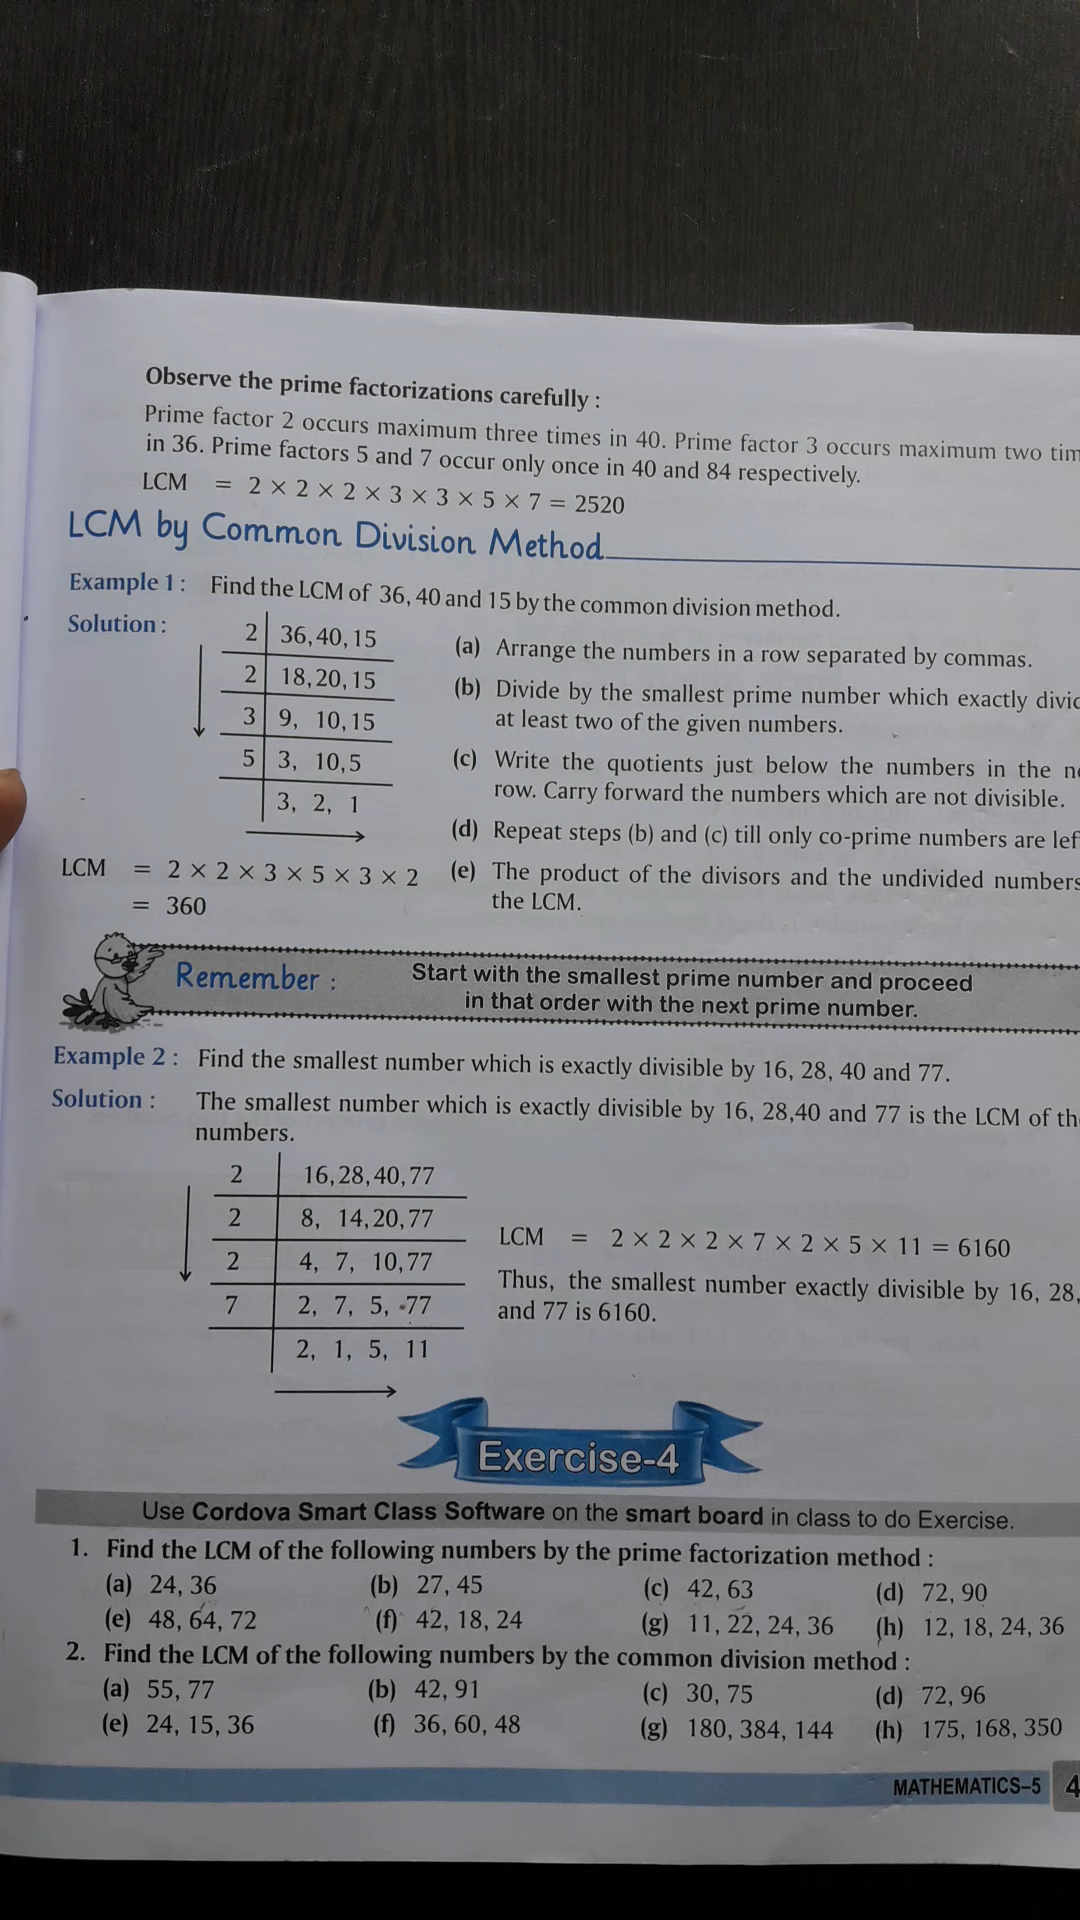 Observe the prime factorizations carefully :
Prime factor 2 occurs maximum three times in 40. Prime factor 3 occurs maximum two
in 36. Prime factors 5 and 7 occur only once in 40 and 84 respectively.
LCM = 2 × 2 × 2 × 3 × 3 × 5 × 7 = 2520
LCM by Common Division Method
Example 1 : Find the LCM of 36, 40 and 15 by the common division method.
Solution :
2 36, 40, 15
2 18, 20, 15
3 9, 10, 15
5 3, 10, 5
3, 2, 1
LCM = 2 × 2 × 3 × 5 × 3 × 2
= 360
(a) Arrange the numbers in a row separated by commas.
(b) Divide by the smallest prime number which exactly
at least two of the given numbers.
(c) Write the quotients just below the numbers in the
row. Carry forward the numbers which are not divisible.
(d) Repeat steps (b) and (c) till only co-prime numbers are
(e) The product of the divisors and the undivided numbers
the LCM.
Remember : Start with the smallest prime number and proceed
in that order with the next prime number.
Example 2 : Find the smallest number which is exactly divisible by 16, 28, 40 and 77.
Solution : The smallest number which is exactly divisible by 16, 28,40 and 77 is the LCM of
numbers.
2 16, 28, 40, 77
2 8, 14, 20, 77
2 4, 7, 10, 77
7 2, 7, 5, 77
2, 1, 5, 11
LCM = 2 × 2 × 2 × 7 × 2 × 5 × 11 = 6160
Thus, the smallest number exactly divisible by 16, 28,
and 77 is 6160.
Exercise-4
Use Cordova Smart Class Software on the smart board in class to do Exercise.
1. Find the LCM of the following numbers by the prime factorization method :
(a) 24, 36 (b) 27, 45 (c) 42, 63 (d) 72, 90
(e) 48, 64, 72 (f) 42, 18, 24 (g) 11, 22, 24, 36 (h) 12, 18, 24, 36
2. Find the LCM of the following numbers by the common division method :
(a) 55, 77 (b) 42, 91 (c) 30, 75 (d) 72, 96
(e) 24, 15, 36 (f) 36, 60, 48 (g) 180, 384, 144 (h) 175, 168, 350
MATHEMATICS–5